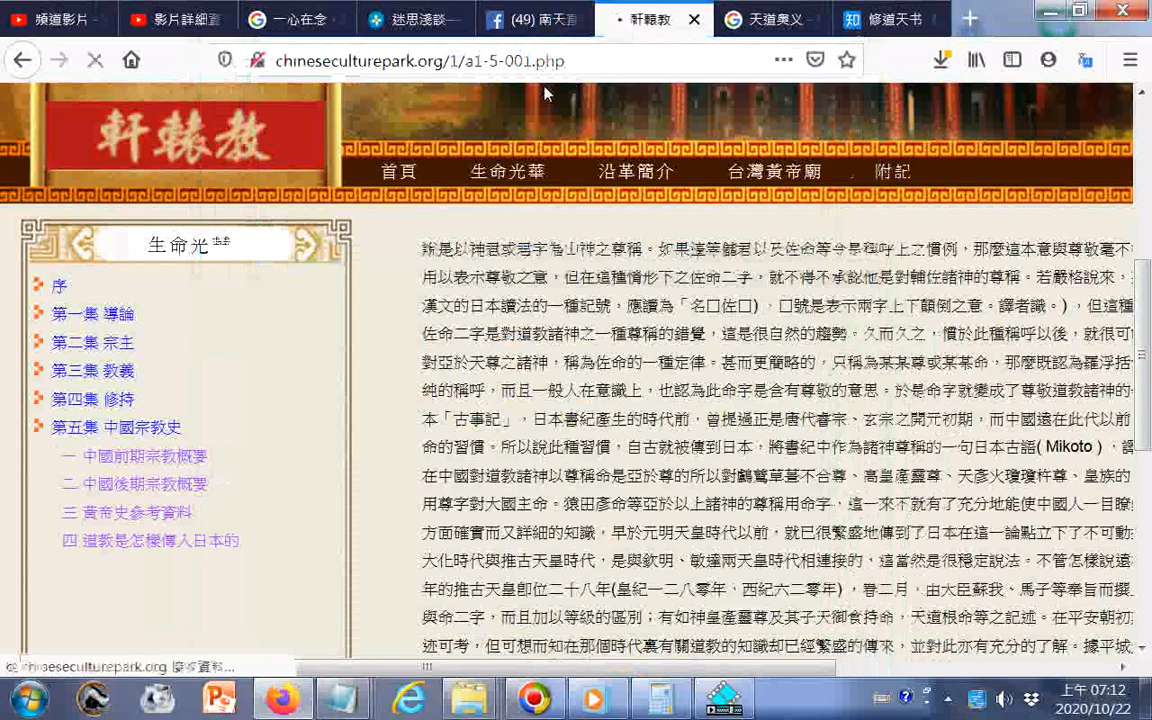 頻道影片
影片詳細資
一心在念
迷思淺談—
(49) 南天直
軒轅教
天道奥义
修道天书
chineseculturepark.org/1/a1-5-001.php
軒轅教
首頁 生命光華 沿革簡介 台灣黃帝廟 附記
生命光華
序
第一集 導論
第二集 宗主
第三集 教義
第四集 修持
第五集 中國宗教史
一 中國前期宗教概要
二 中國後期宗教概要
三 黃帝史參考資料
四 道教是怎樣傳入日本的
用以表示尊敬之意，但在這種情形下之佐命二字，就不得不承認他是對輔佐諸神的尊稱。若嚴格說來，
漢文的日本讀法的一種記號，應讀為「名口佐口)，口號是表示兩字上下顛倒之意。譯者識。)，但這種
佐命二字是對道教諸神之一種尊稱的錯覺，這是很自然的趨勢。久而久之，慣於此種稱呼以後，就很可
對亞於天尊之諸神，稱為佐命的一種定律。甚而更簡略的，只稱為某某尊或某某命，那麼既認為羅浮括
純的稱呼，而且一般人在意識上，也認為此命字是含有尊敬的意思。於是命字就變成了尊敬道教諸神的
本「古事記」，日本書紀產生的時代前，曾提過正是唐代睿宗、玄宗之開元初期，而中國遠在此代以前
命的習慣。所以說此種習慣，自古就被傳到日本，將書紀中作為諸神尊稱的一句日本古語( Mikoto )，譯
在中國對道教諸神以尊稱命是亞於尊的所以對鸕鶿草葺不合尊、高皇產靈尊、天彥火瓊瓊杵尊、皇族的
用尊字對大國主命。猿田彥命等亞於以上諸神的尊稱用命字，這一來不就有了充分地能使中國人一目瞭
方面確實而又詳細的知識，早於元明天皇時代以前，就已很繁盛地傳到了日本在這一論點立下了不可動
大化時代與推古天皇時代，是與欽明、敏達兩天皇時代相連接的，這當然是很穩定說法。不管怎樣說遠
年的推古天皇卽位二十八年(皇紀一二八零年．西紀六二零年)，春二月，由大臣蘇我、馬子等奉旨而撰
與命二字，而且加以等級的區別；有如神皇產靈尊及其子天御食持命，天道根命等之記述。在平安朝初
迹可考，但可想而知在那個時代裏有關道教的知識却已經繁盛的傳來，並對此亦有充分的了解。據平城
chineseculturepark.org
上午 07:12
2020/10/22